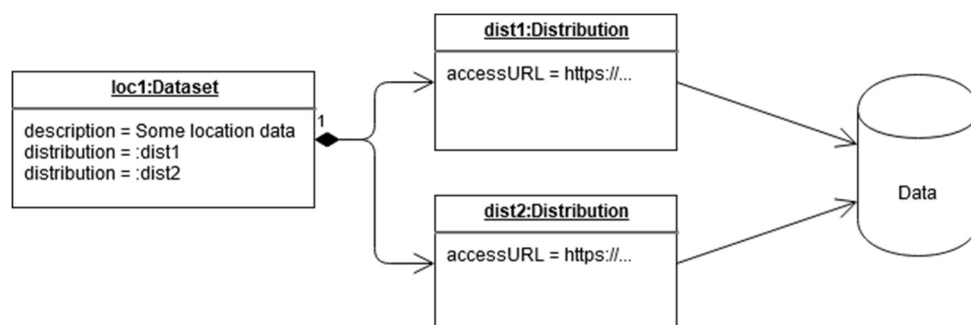 loc1:Dataset
description = Some location data
distribution = :dist1
distribution = :dist2
1
dist1:Distribution
accessURL = https://...
dist2:Distribution
accessURL = https://...
Data